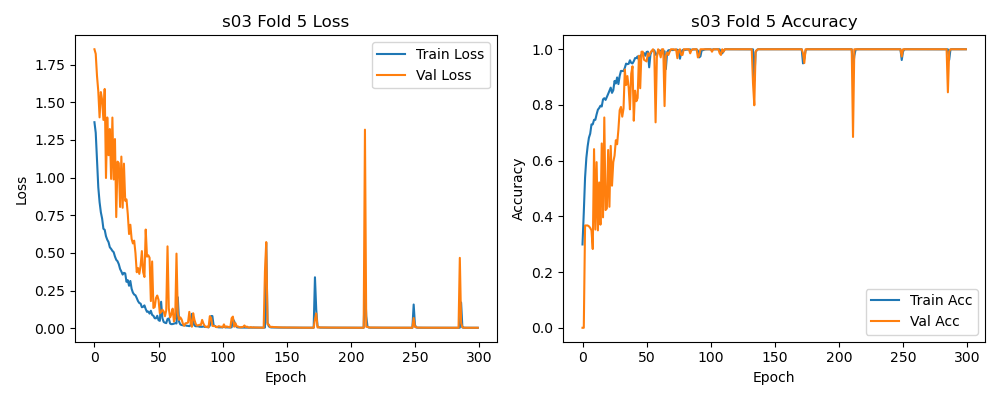 s03 Fold 5 Loss
Train Loss
Val Loss
1.75
1.50
1.25
1.00
0.75
0.50
0.25
0.00
Loss
0 50 100 150 200 250 300
Epoch
s03 Fold 5 Accuracy
1.0
0.8
0.6
0.4
0.2
0.0
Accuracy
Train Acc
Val Acc
0 50 100 150 200 250 300
Epoch